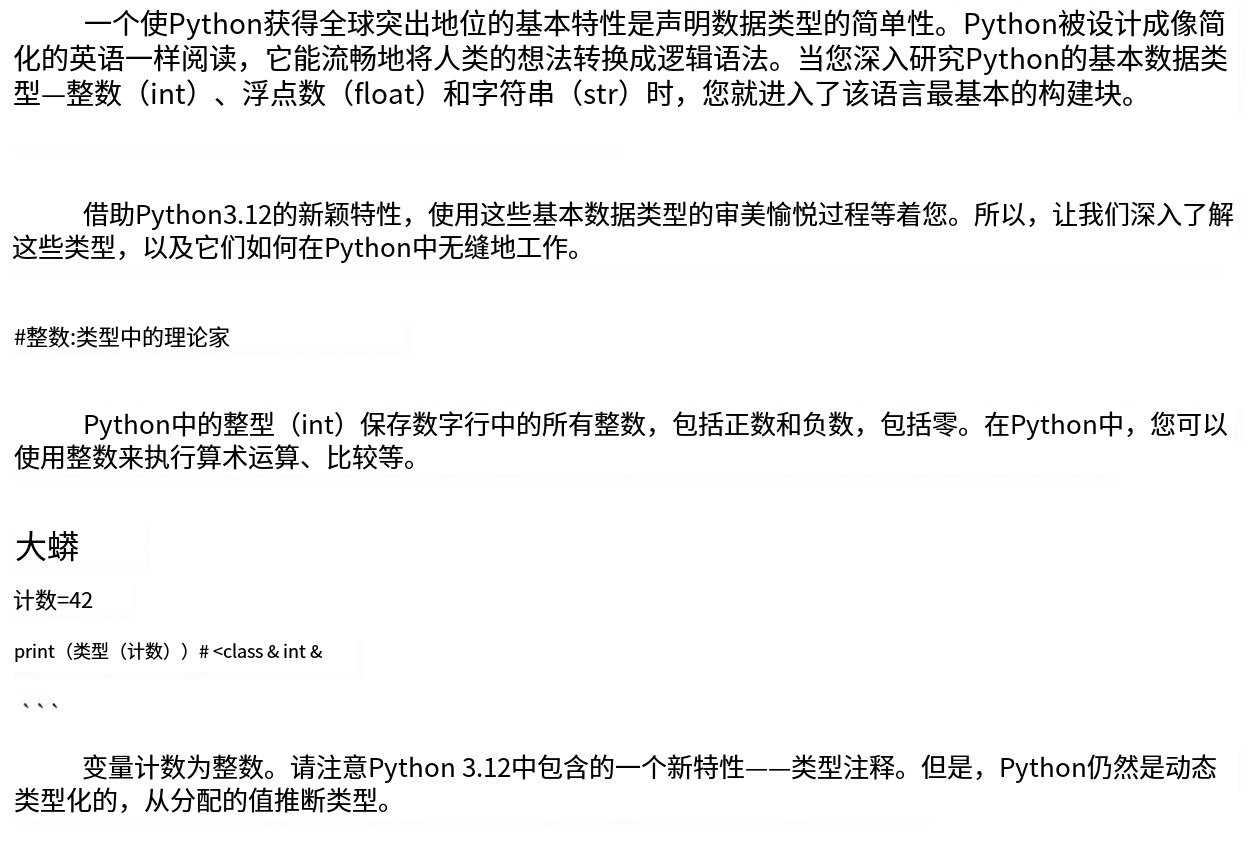 一个使Python获得全球突出地位的基本特性是声明数据类型的简单性。Python被设计成像简
化的英语一样阅读，它能流畅地将人类的想法转换成逻辑语法。当您深入研究Python的基本数据类
型—整数（int）、浮点数（float）和字符串（str）时，您就进入了该语言最基本的构建块。
借助Python3.12的新颖特性，使用这些基本数据类型的审美愉悦过程等着您。所以，让我们深入了解
这些类型，以及它们如何在Python中无缝地工作。
#整数:类型中的理论家
Python中的整型（int）保存数字行中的所有整数，包括正数和负数，包括零。在Python中，您可以
使用整数来执行算术运算、比较等。
大蟒
计数=42
print（类型（计数））# <class & int &
```
变量计数为整数。请注意Python 3.12中包含的一个新特性——类型注释。但是，Python仍然是动态
类型化的，从分配的值推断类型。